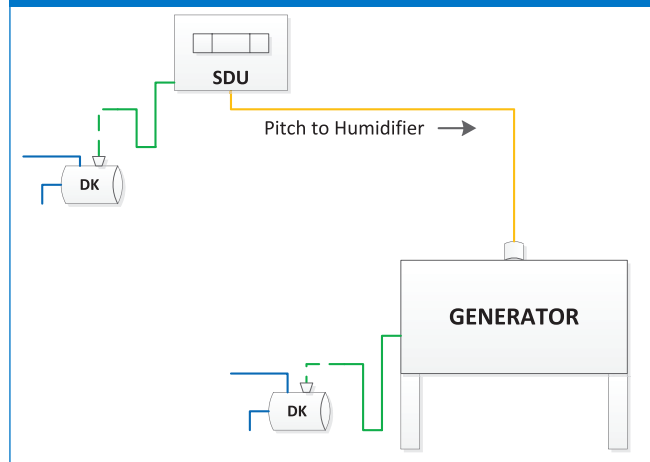 SDU
Pitch to Humidifier
DK
GENERATOR
DK